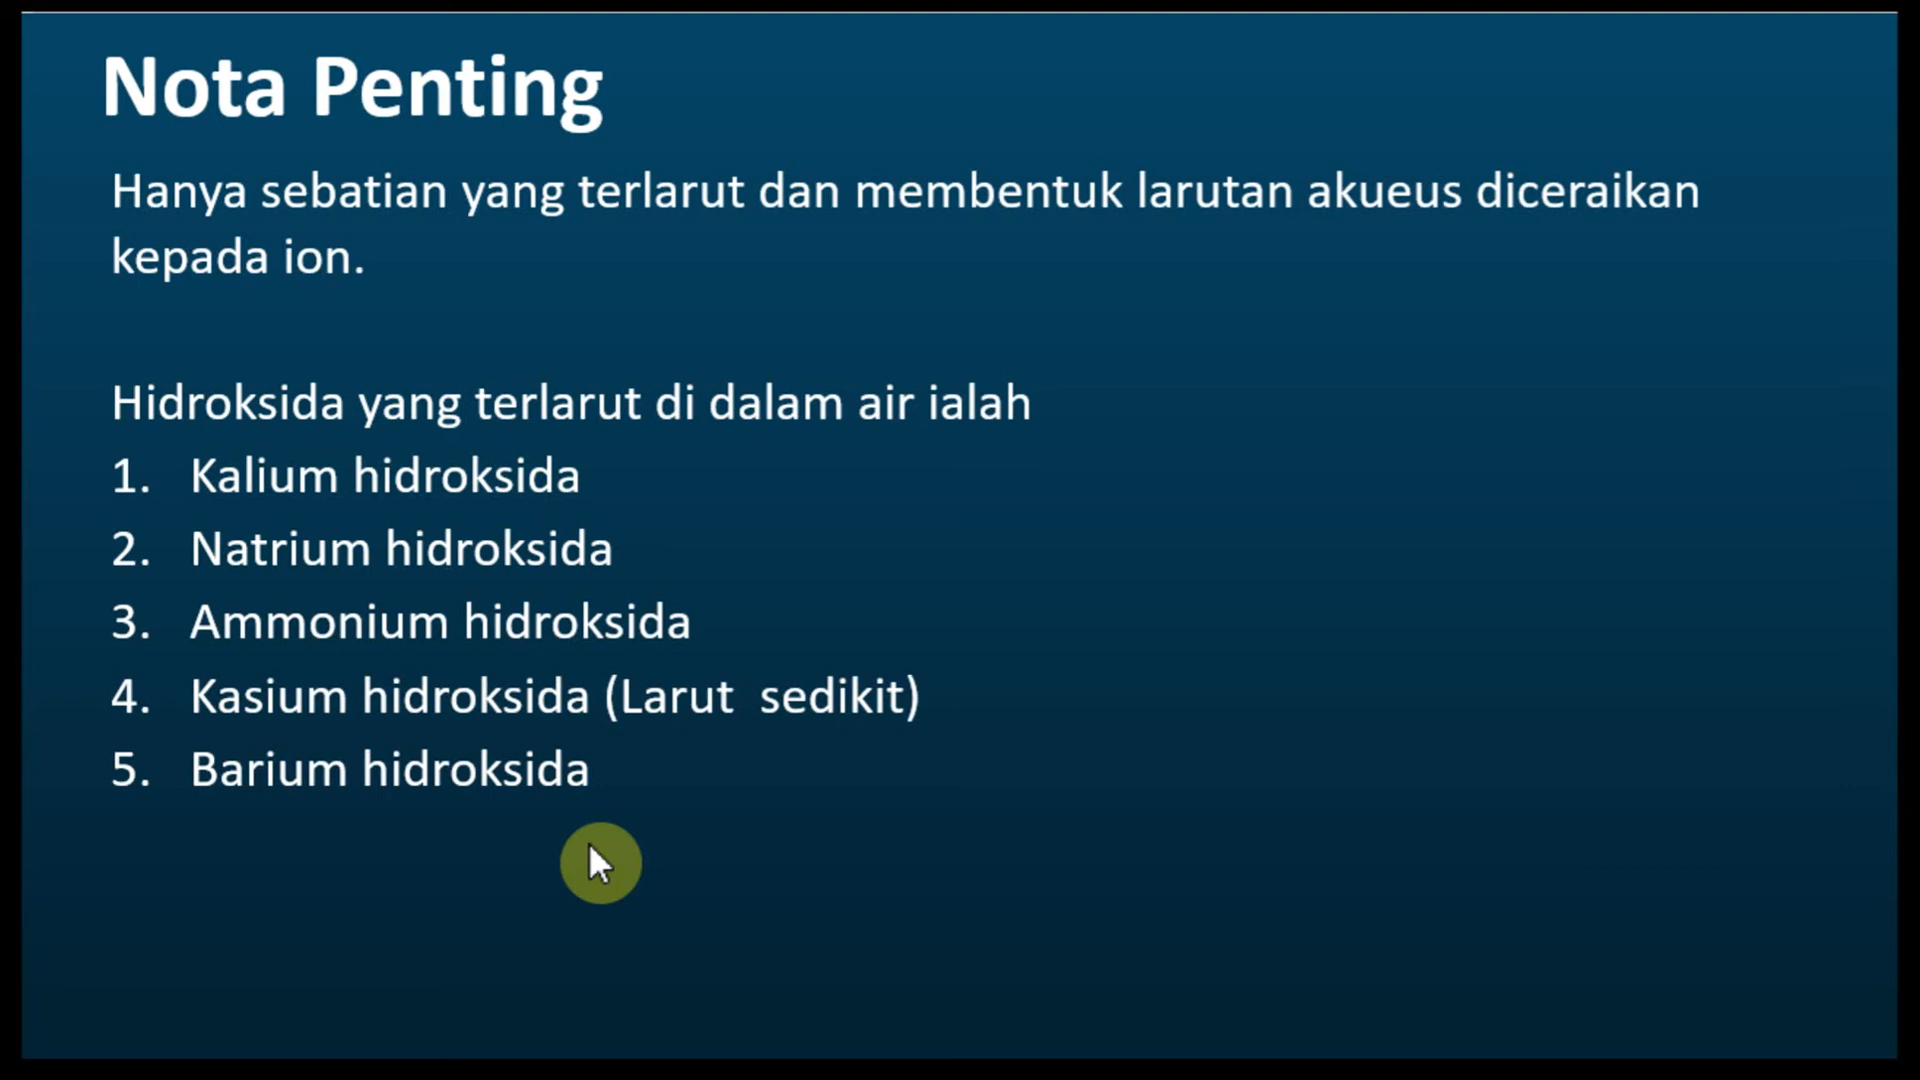 Nota Penting
Hanya sebatian yang terlarut dan membentuk larutan akueus diceraikan
kepada ion.
Hidroksida yang terlarut di dalam air ialah
1. Kalium hidroksida
2. Natrium hidroksida
3. Ammonium hidroksida
4. Kasium hidroksida (Larut  sedikit)
5. Barium hidroksida